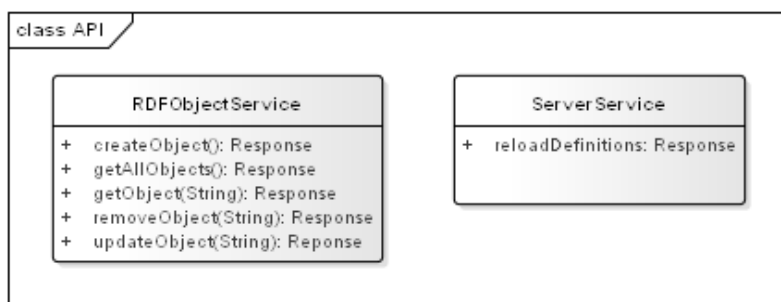 class API
RDFObjectService
+ createObject(): Response
+ getAllObjects(): Response
+ getObject(String): Response
+ removeObject(String): Response
+ updateObject(String): Reponse
ServerService
+ reloadDefinitions: Response